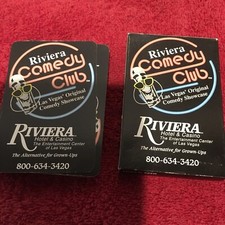 Riviera
Comedy
Club
Las Vegas' Original
Comedy Showcase
RIVIERA
Hotel & Casino
The Entertainment Center
of Las Vegas
The Alternative for Grown-Ups
800-634-3420
Riviera
Comedy
Club
Las Vegas' Original
Comedy Showcase
RIVIERA
Hotel & Casino
The Entertainment Center
of Las Vegas
The Alternative for Grown-Ups
800-634-3420